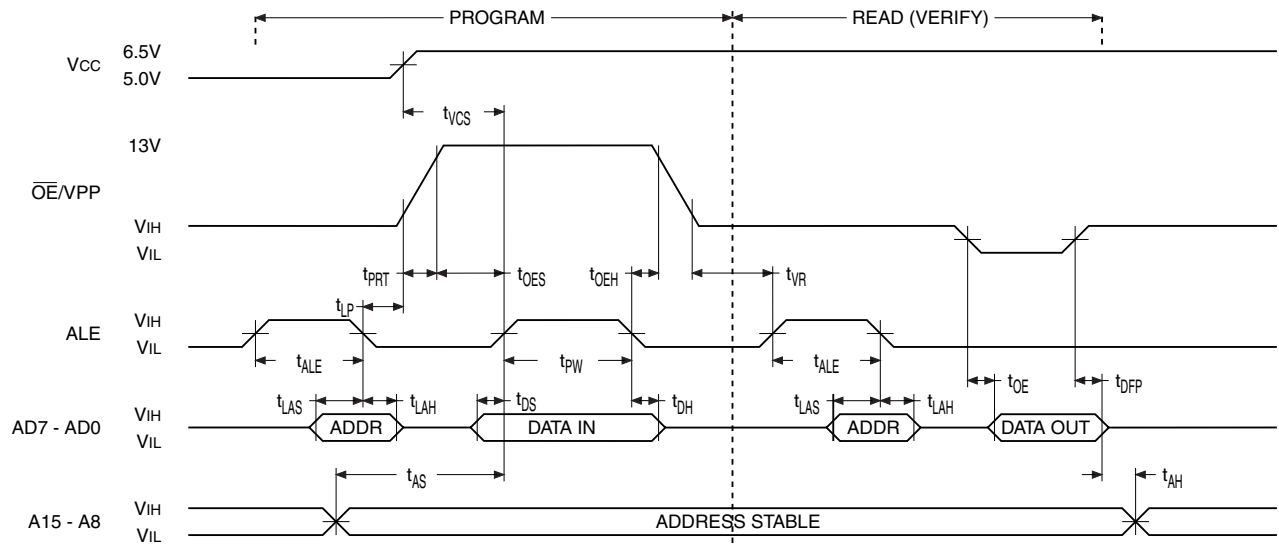 PROGRAM READ (VERIFY)
VCC 6.5V
5.0V
tVCS
13V
OE/VPP
VIH
VIL
tPRT tOES tOEH tVR
tLP
ALE VIH
VIL
tALE tPW tALE tOE tDFP
tLAS tLAH tDS tDH tLAS tLAH
AD7 - AD0 VIH
VIL
ADDR DATA IN ADDR DATA OUT
tAS tAH
A15 - A8 VIH
VIL
ADDRESS STABLE